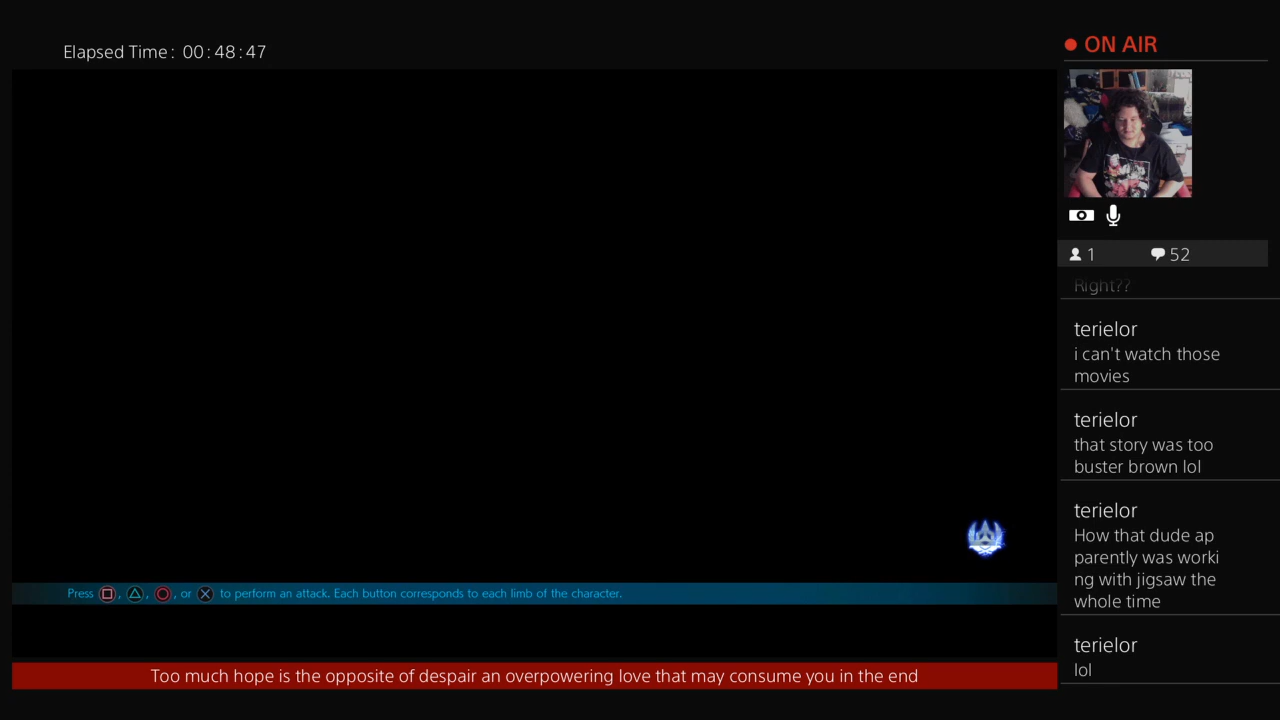 Elapsed Time: 00:48:47
ON AIR
1 52
Right??
terielor
i can't watch those
movies
terielor
that story was too
buster brown lol
terielor
How that dude ap
parently was worki
ng with jigsaw the
whole time
terielor
lol
Press , , , or to perform an attack. Each button corresponds to each limb of the character.
Too much hope is the opposite of despair an overpowering love that may consume you in the end